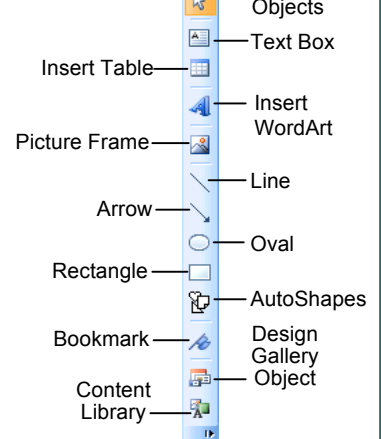 Objects
Text Box
Insert Table
Insert
WordArt
Picture Frame
Line
Arrow
Oval
Rectangle
AutoShapes
Bookmark
Design
Gallery
Object
Content
Library